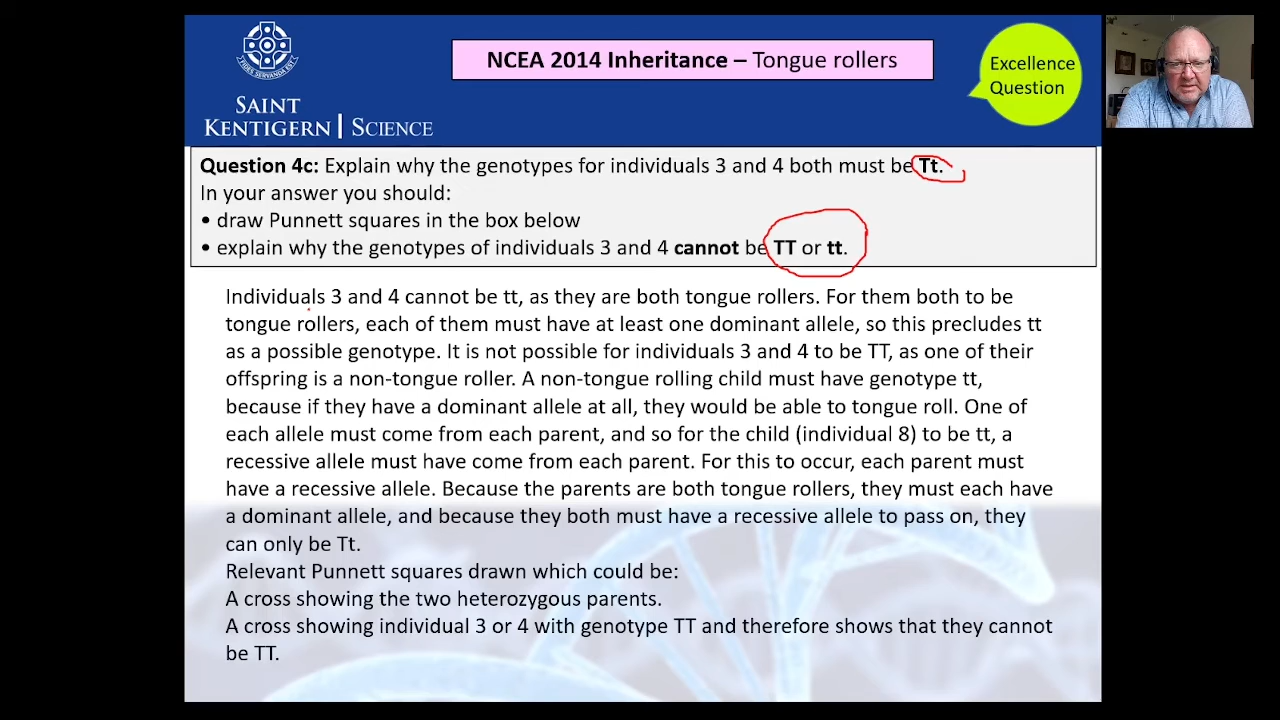 NCEA 2014 Inheritance – Tongue rollers
Excellence
Question
FIDES SERVANDA EST
SAINT
KENTIGERN | SCIENCE
Question 4c: Explain why the genotypes for individuals 3 and 4 both must be Tt.
In your answer you should:
• draw Punnett squares in the box below
• explain why the genotypes of individuals 3 and 4 cannot be TT or tt.
Individuals 3 and 4 cannot be tt, as they are both tongue rollers. For them both to be
tongue rollers, each of them must have at least one dominant allele, so this precludes tt
as a possible genotype. It is not possible for individuals 3 and 4 to be TT, as one of their
offspring is a non-tongue roller. A non-tongue rolling child must have genotype tt,
because if they have a dominant allele at all, they would be able to tongue roll. One of
each allele must come from each parent, and so for the child (individual 8) to be tt, a
recessive allele must have come from each parent. For this to occur, each parent must
have a recessive allele. Because the parents are both tongue rollers, they must each have
a dominant allele, and because they both must have a recessive allele to pass on, they
can only be Tt.
Relevant Punnett squares drawn which could be:
A cross showing the two heterozygous parents.
A cross showing individual 3 or 4 with genotype TT and therefore shows that they cannot
be TT.